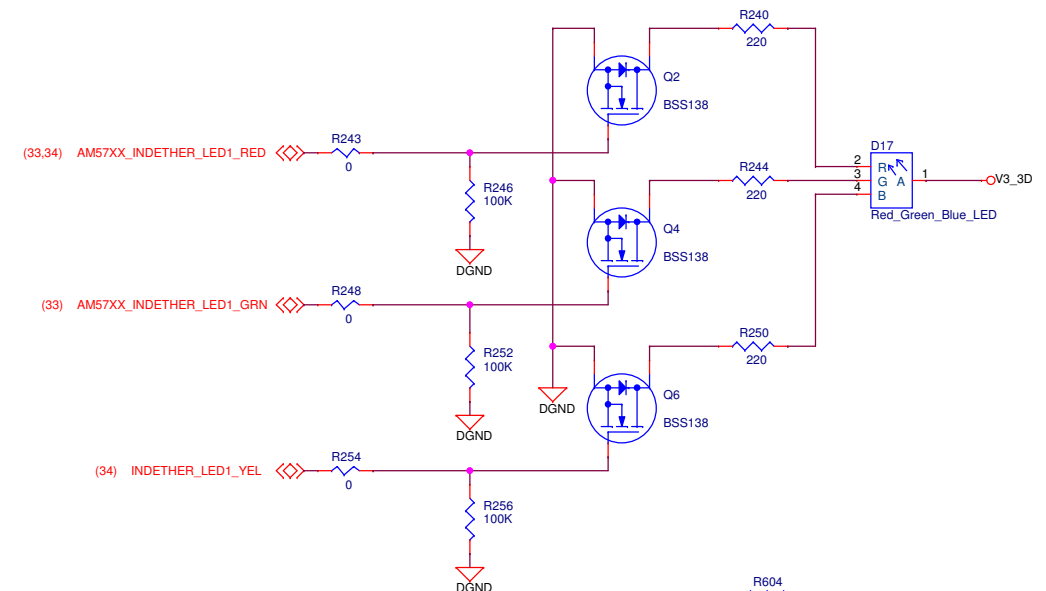 R240
220
Q2
BSS138
(33,34) AM57XX_INDETHER_LED1_RED
R243
0
R246
100K
DGND
D17
2
3
4
R
G A
B
1
V3_3D
Red_Green_Blue_LED
R244
220
Q4
BSS138
(33) AM57XX_INDETHER_LED1_GRN
R248
0
R252
100K
DGND
R250
220
DGND
Q6
BSS138
(34) INDETHER_LED1_YEL
R254
0
R256
100K
DGND
R604